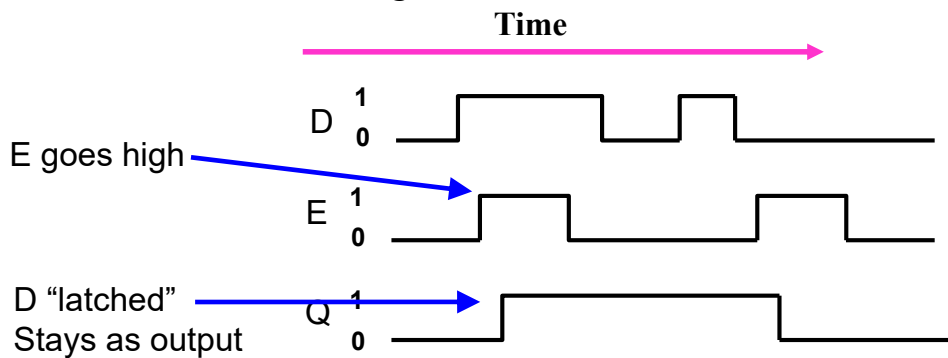 Time
1
D
0
E goes high
1
E
0
D “latched”
1
Q
Stays as output
0